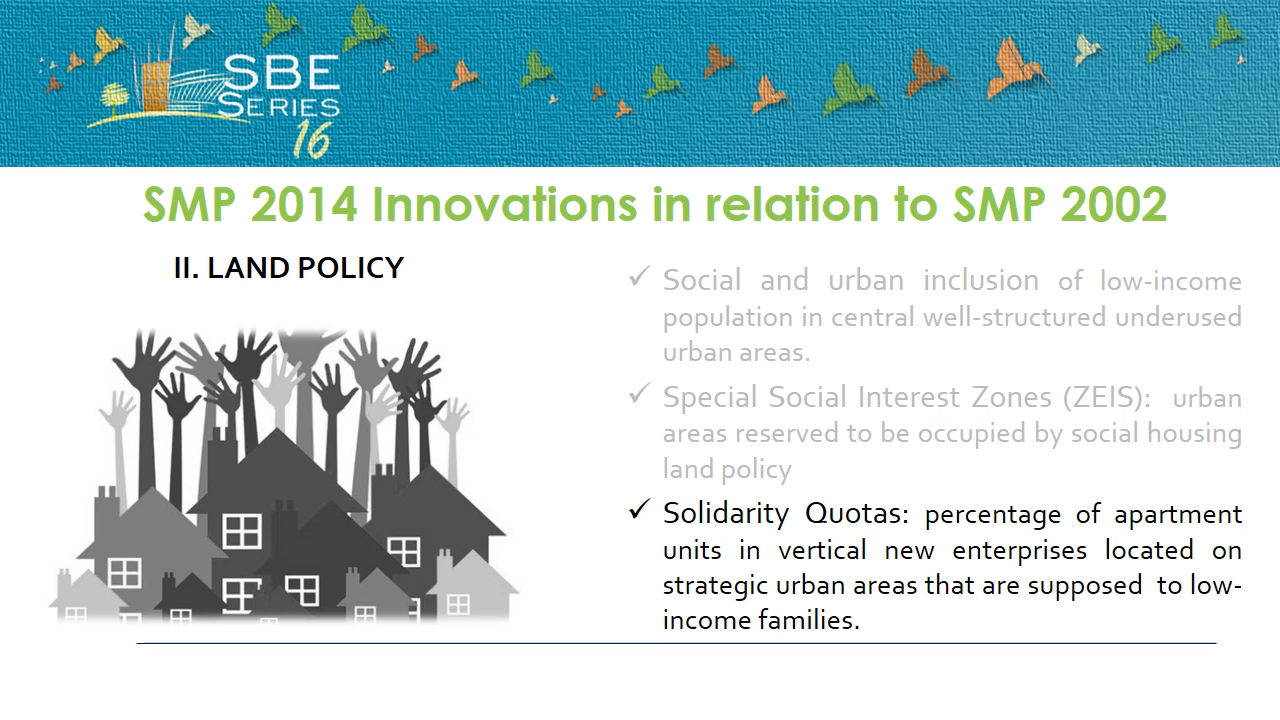 SBE
SERIES
16
SMP 2014 Innovations in relation to SMP 2002
II. LAND POLICY
✓ Social and urban inclusion of low-income
population in central well-structured underused
urban areas.
✓ Special Social Interest Zones (ZEIS): urban
areas reserved to be occupied by social housing
land policy
✓ Solidarity Quotas: percentage of apartment
units in vertical new enterprises located on
strategic urban areas that are supposed to low-
income families.